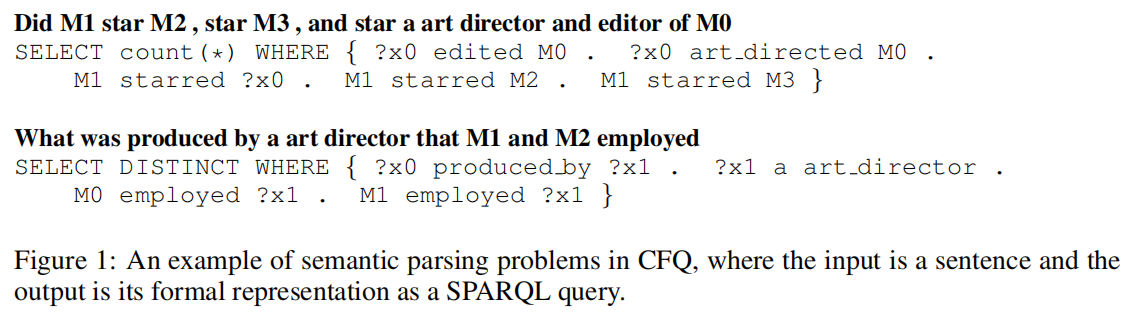 Did M1 star M2 , star M3 , and star a art director and editor of M0
SELECT count(*) WHERE { ?x0 edited M0 . ?x0 art_directed M0 .
M1 starred ?x0 . M1 starred M2 . M1 starred M3 }
What was produced by a art director that M1 and M2 employed
SELECT DISTINCT WHERE { ?x0 produced_by ?x1 . ?x1 a art_director .
M0 employed ?x1 . M1 employed ?x1 }
Figure 1: An example of semantic parsing problems in CFQ, where the input is a sentence and the
output is its formal representation as a SPARQL query.